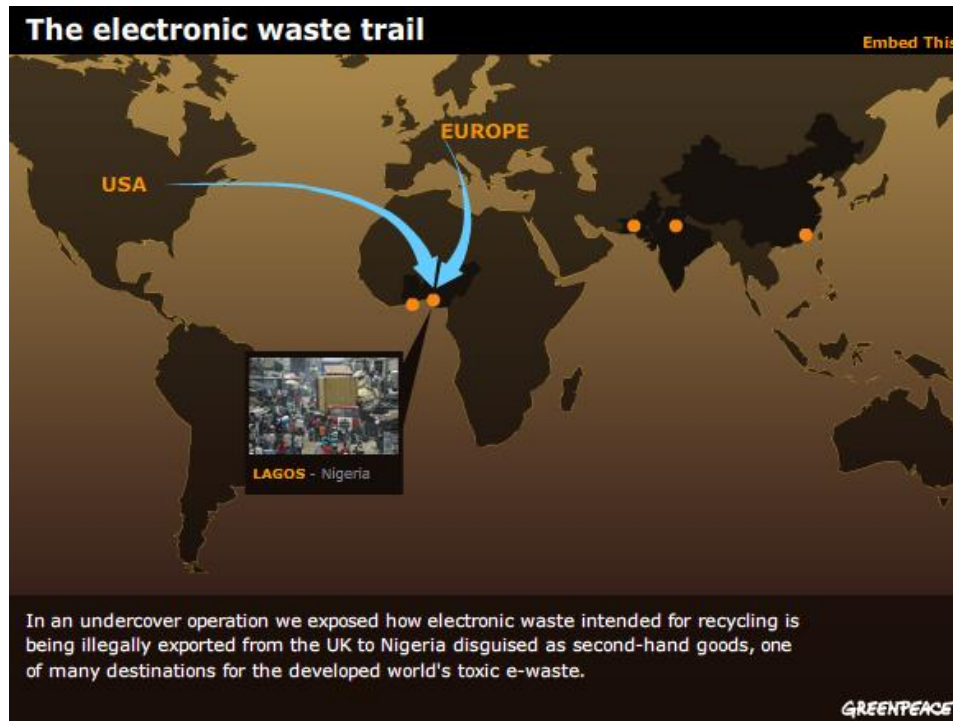 The electronic waste trail
Embed This
EUROPE
USA
LAGOS - Nigeria
In an undercover operation we exposed how electronic waste intended for recycling is
being illegally exported from the UK to Nigeria disguised as second-hand goods, one
of many destinations for the developed world's toxic e-waste.
GREENPEACE